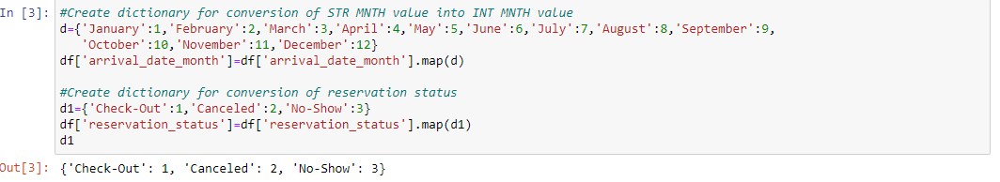 In [3]: #Create dictionary for conversion of STR MNTH value into INT MNTH value
d={'January':1,'February':2,'March':3,'April':4,'May':5,'June':6,'July':7,'August':8,'September':9,
'October':10,'November':11,'December':12}
df['arrival_date_month']=df['arrival_date_month'].map(d)
#Create dictionary for conversion of reservation status
d1={'Check-Out':1,'Canceled':2,'No-Show':3}
df['reservation_status']=df['reservation_status'].map(d1)
d1
Out[3]: {'Check-Out': 1, 'Canceled': 2, 'No-Show': 3}